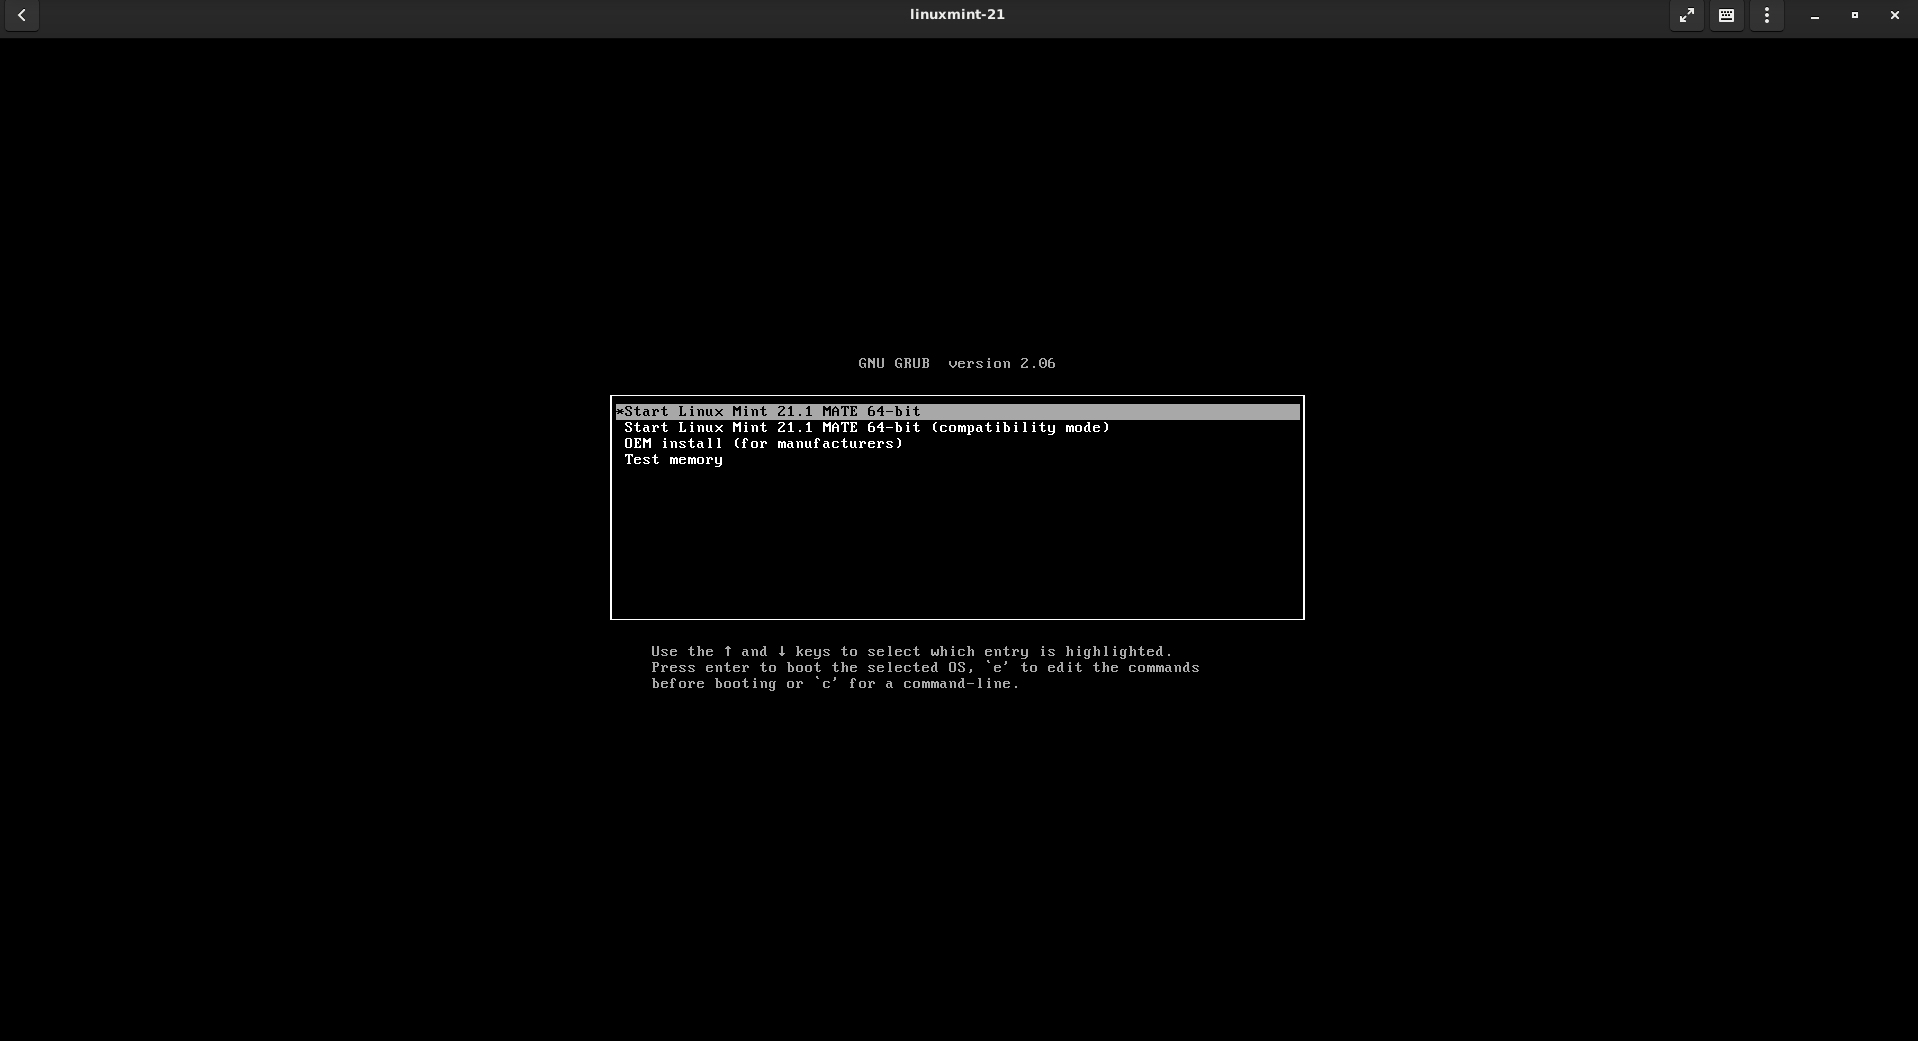 linuxmint-21
GNU GRUB  version 2.06
*Start Linux Mint 21.1 MATE 64-bit
Start Linux Mint 21.1 MATE 64-bit (compatibility mode)
OEM install (for manufacturers)
Test memory
Use the ↑ and ↓ keys to select which entry is highlighted.
Press enter to boot the selected OS, `e' to edit the commands
before booting or `c' for a command-line.